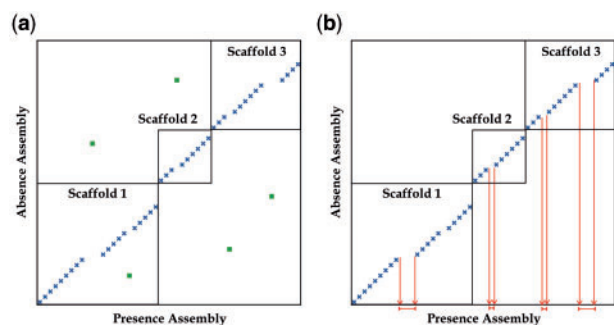 (a)
Scaffold 3
Scaffold 2
Scaffold 1
Absence Assembly
Presence Assembly
(b)
Scaffold 3
Scaffold 2
Scaffold 1
Absence Assembly
Presence Assembly